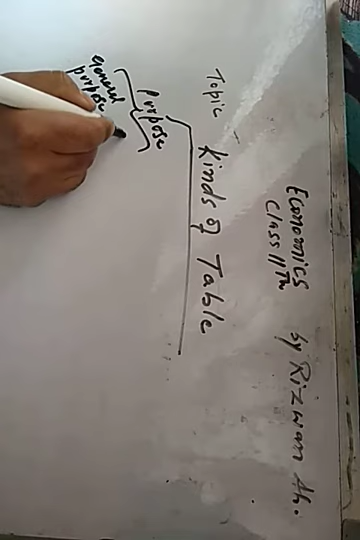 Economics by Rizwan Ah.
Class 11Th
Topic - Kinds of Table
Purpose
General
purpose